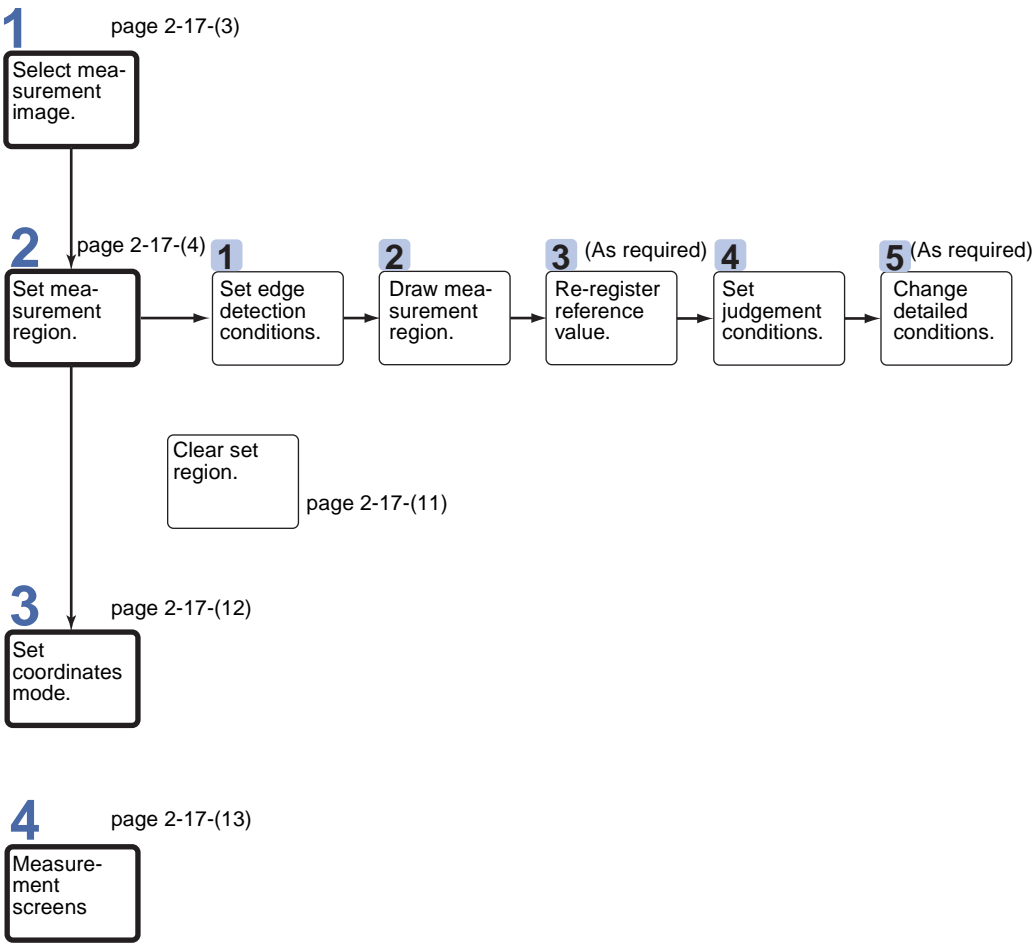 1
page 2-17-(3)
Select mea-
surement
image.
2
page 2-17-(4)
Set mea-
surement
region.
1
Set edge
detection
conditions.
2
Draw mea-
surement
region.
3 (As required)
Re-register
reference
value.
4
Set
judgement
conditions.
5 (As required)
Change
detailed
conditions.
Clear set
region.
page 2-17-(11)
3
page 2-17-(12)
Set
coordinates
mode.
4
page 2-17-(13)
Measure-
ment
screens